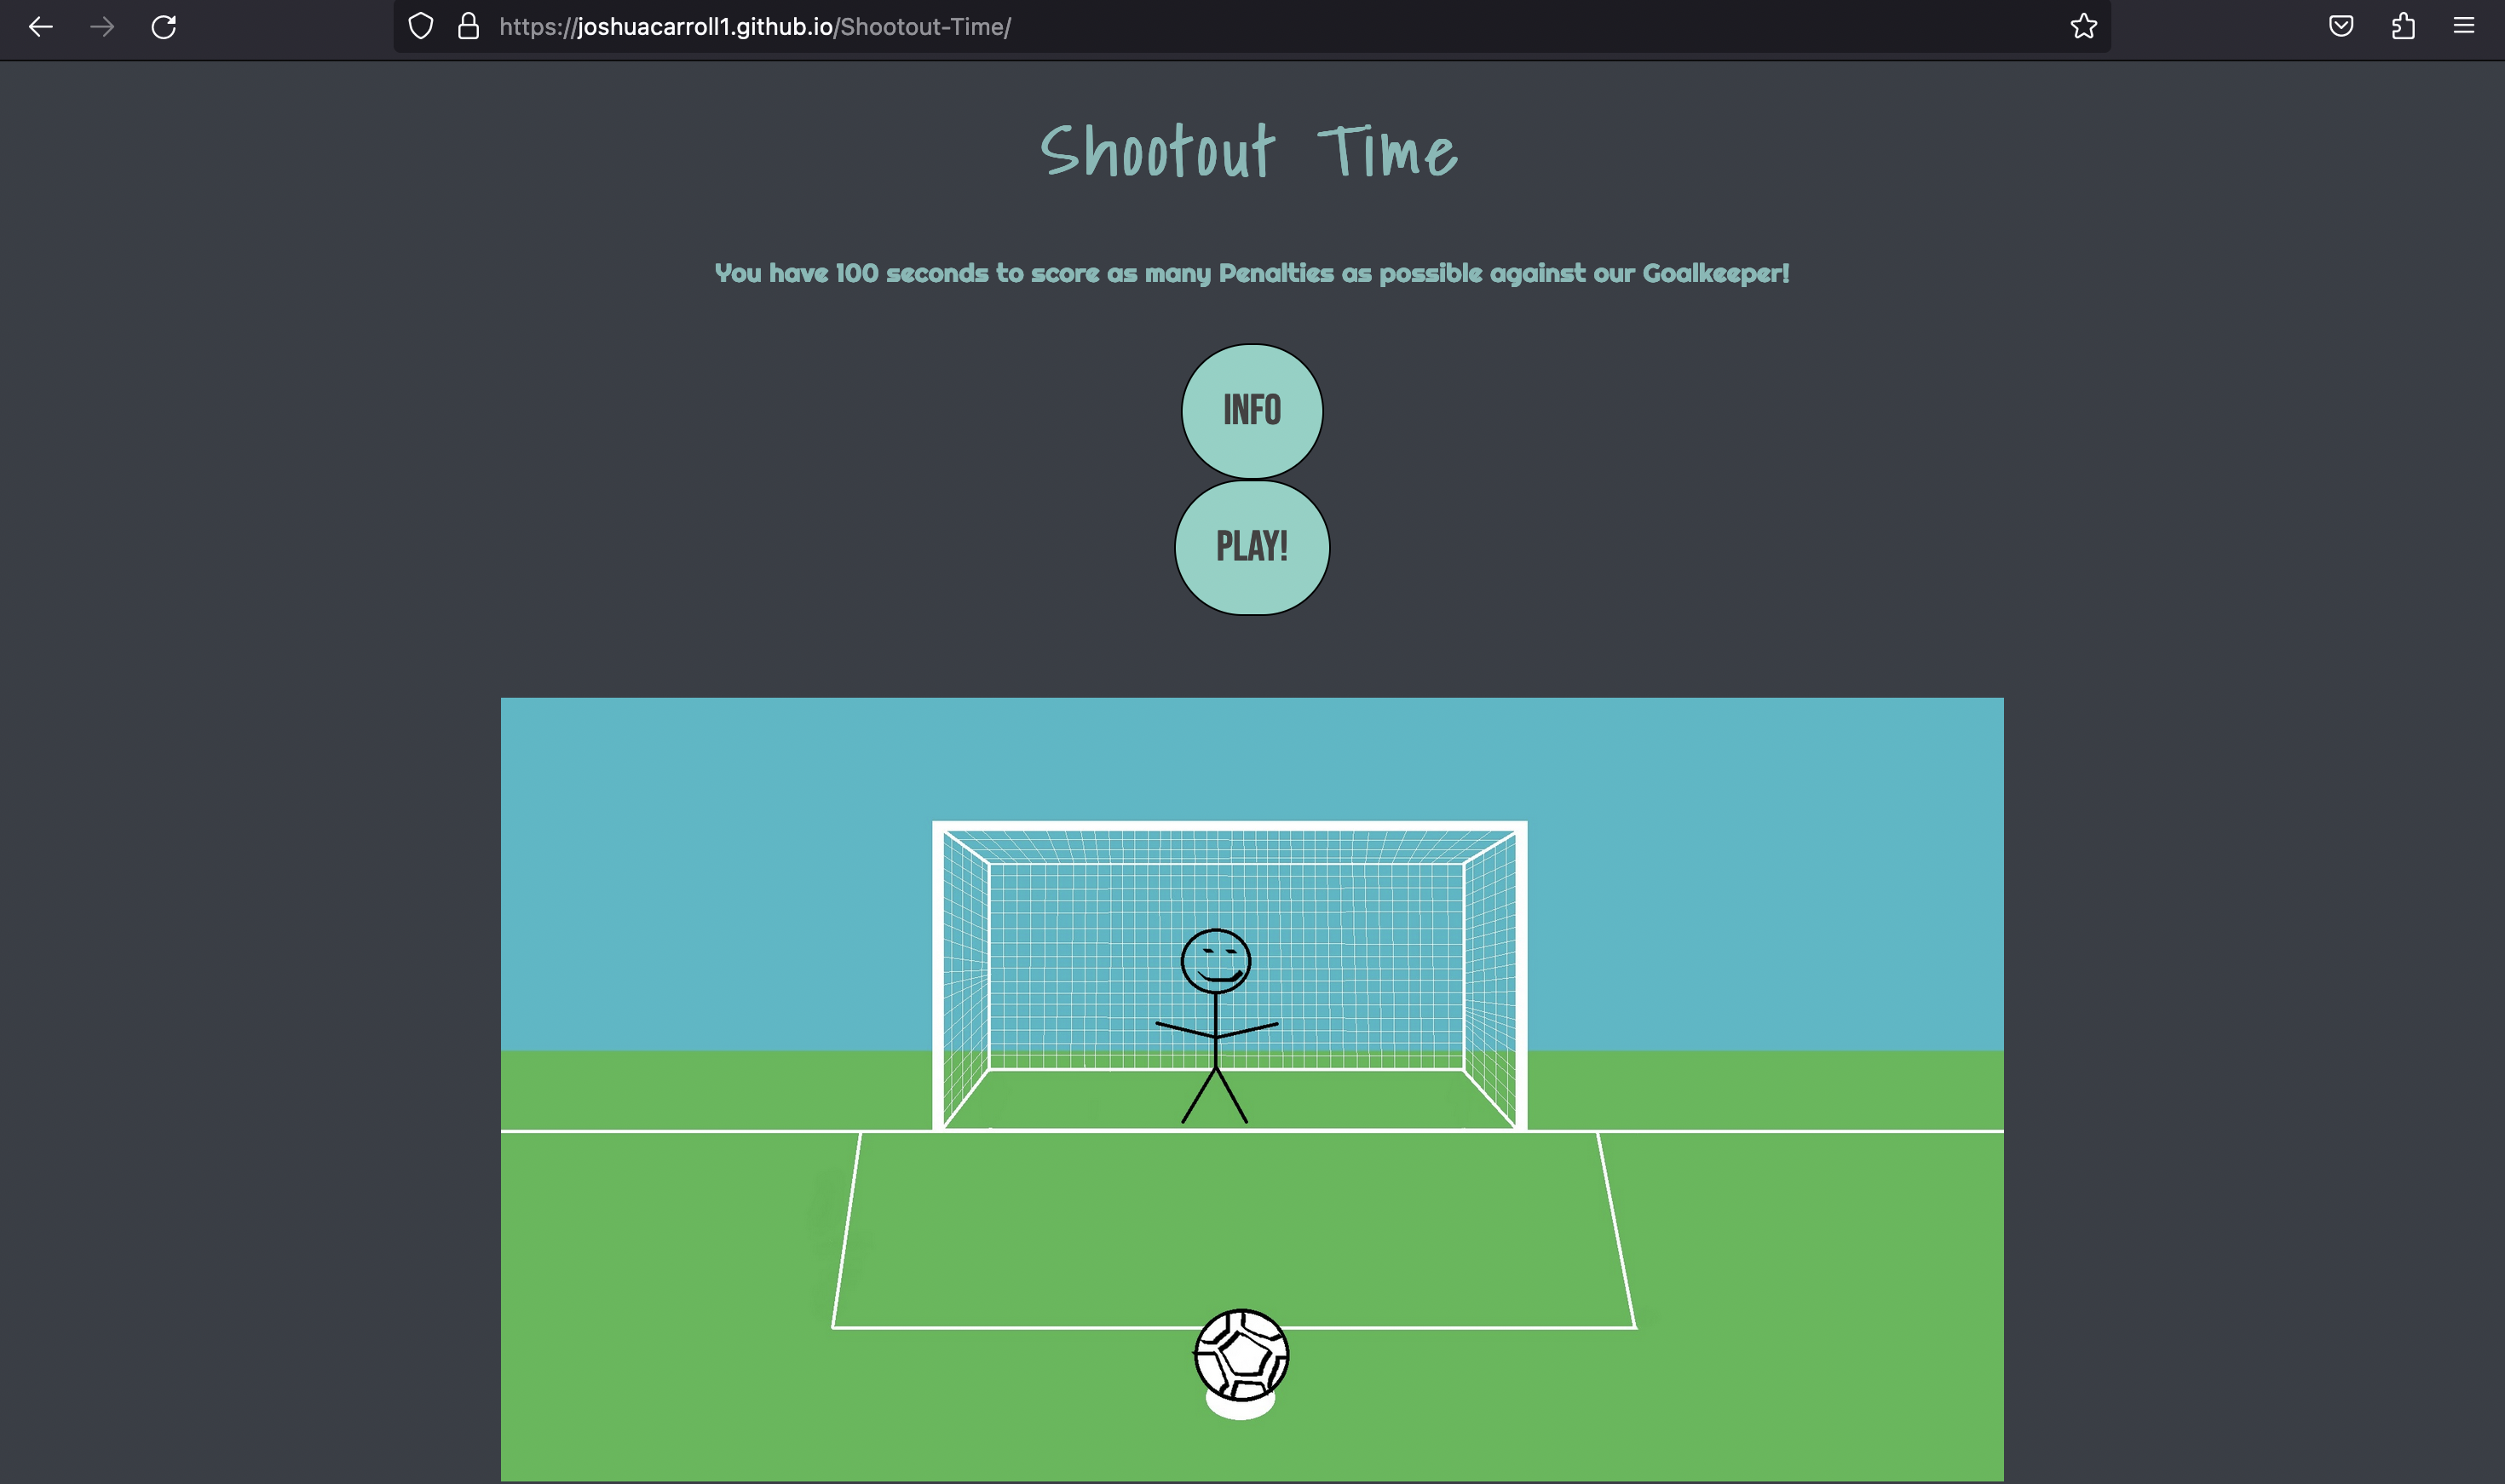 https://joshuacarroll1.github.io/Shootout-Time/
Shootout Time
You have 100 seconds to score as many Penalties as possible against our Goalkeeper!
INFO
PLAY!